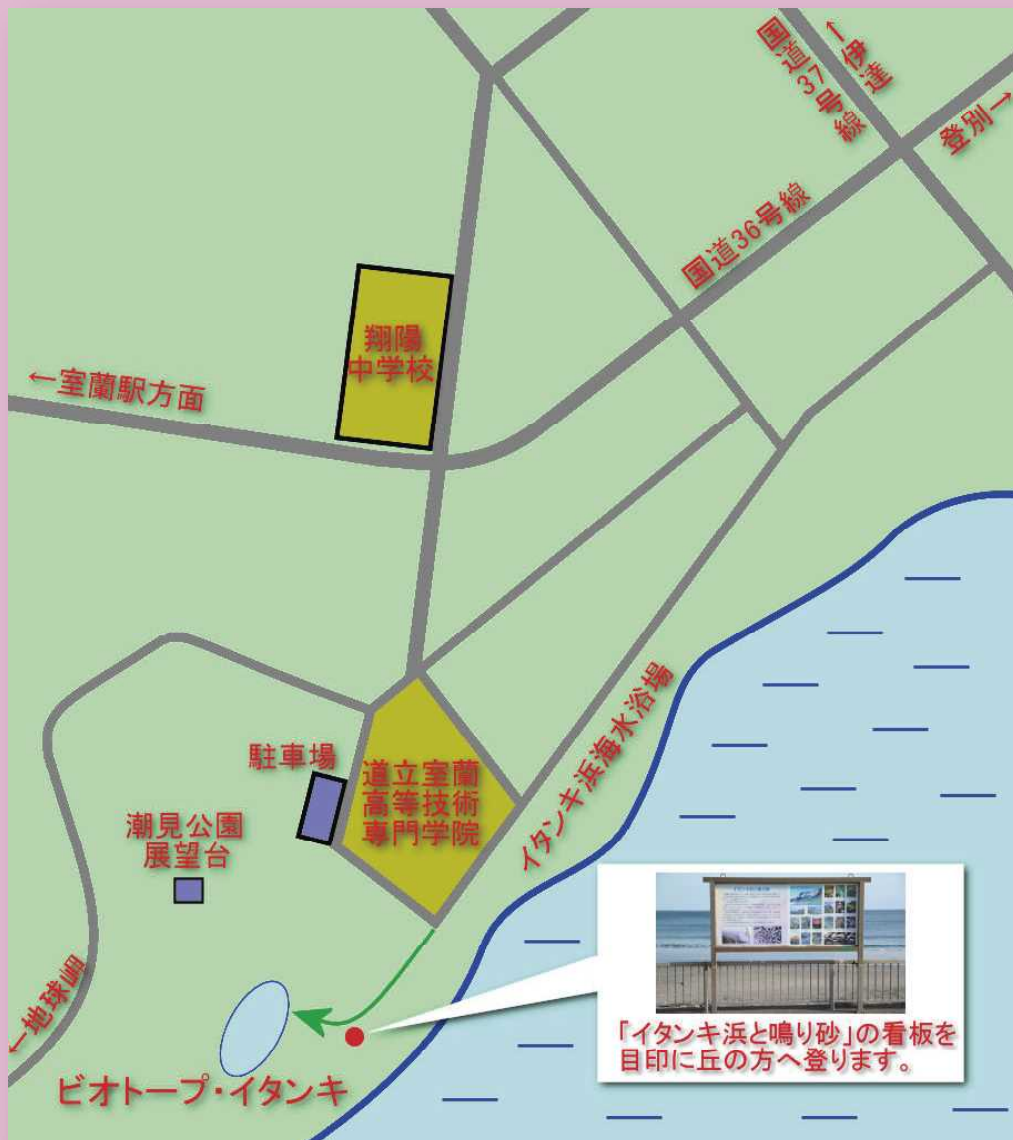 国道37号線
←伊達
登別→
国道36号線
翔陽
中学校
←室蘭駅方面
イタンキ浜海水浴場
駐車場
道立室蘭
高等技術
専門学院
潮見公園
展望台
←地球岬
ビオトープ・イタンキ
「イタンキ浜と鳴り砂」の看板を
目印に丘の方へ登ります。